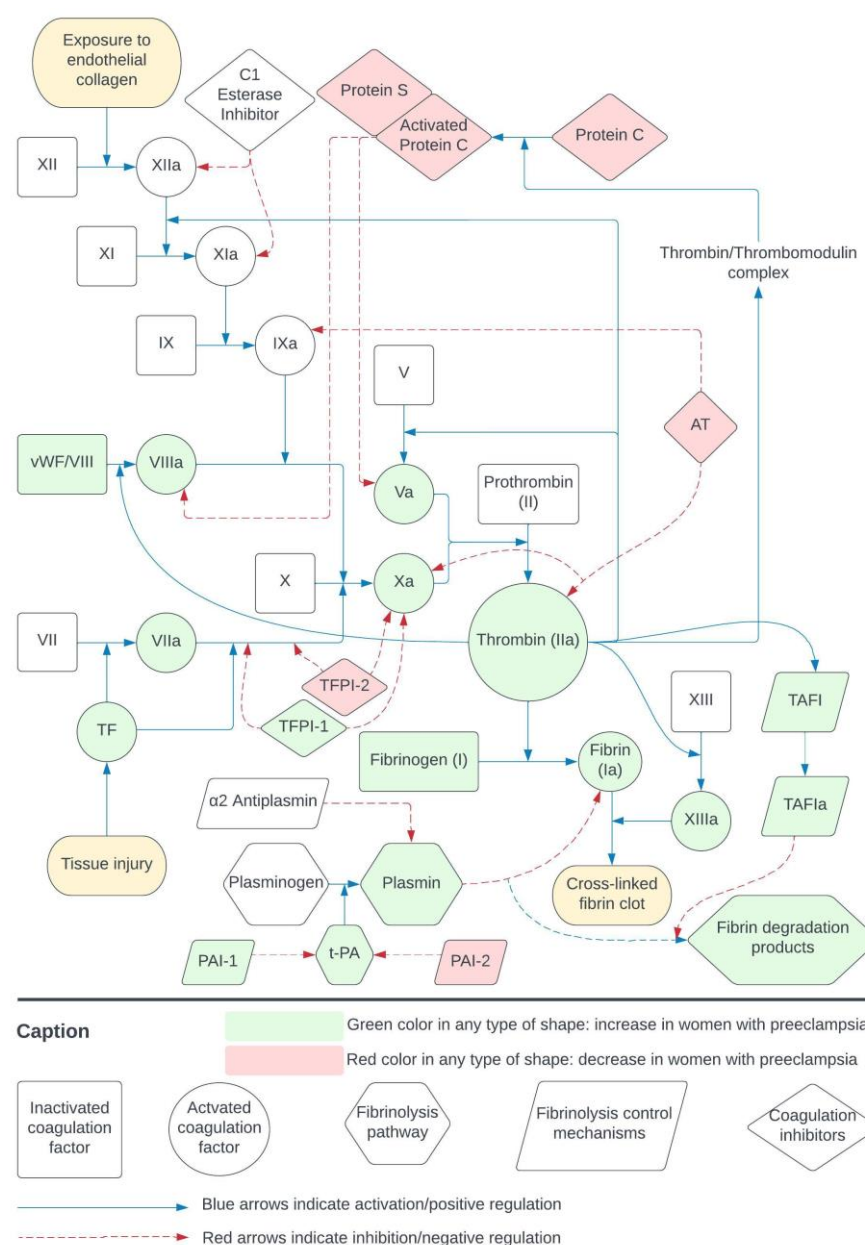 Exposure to
endothelial
collagen
C1
Esterase
Inhibitor
Protein S
Activated
Protein C
Protein C
XII
XIIa
XI
XIa
Thrombin/Thrombomodulin
complex
IX
IXa
V
AT
vWF/VIII
VIIIa
Va
Prothrombin
(II)
X
Xa
VII
VIIa
Thrombin (IIa)
TFPI-2
TFPI-1
XIII
TAFI
TF
Fibrinogen (I)
Fibrin
(Ia)
α2 Antiplasmin
XIIIa
TAFIa
Tissue injury
Plasminogen
Plasmin
Cross-linked
fibrin clot
Fibrin degradation
products
PAI-1
t-PA
PAI-2
Caption
Green color in any type of shape: increase in women with preeclampsia
Red color in any type of shape: decrease in women with preeclampsia
Inactivated
coagulation
factor
Actvated
coagulation
factor
Fibrinolysis
pathway
Fibrinolysis control
mechanisms
Coagulation
inhibitors
Blue arrows indicate activation/positive regulation
Red arrows indicate inhibition/negative regulation